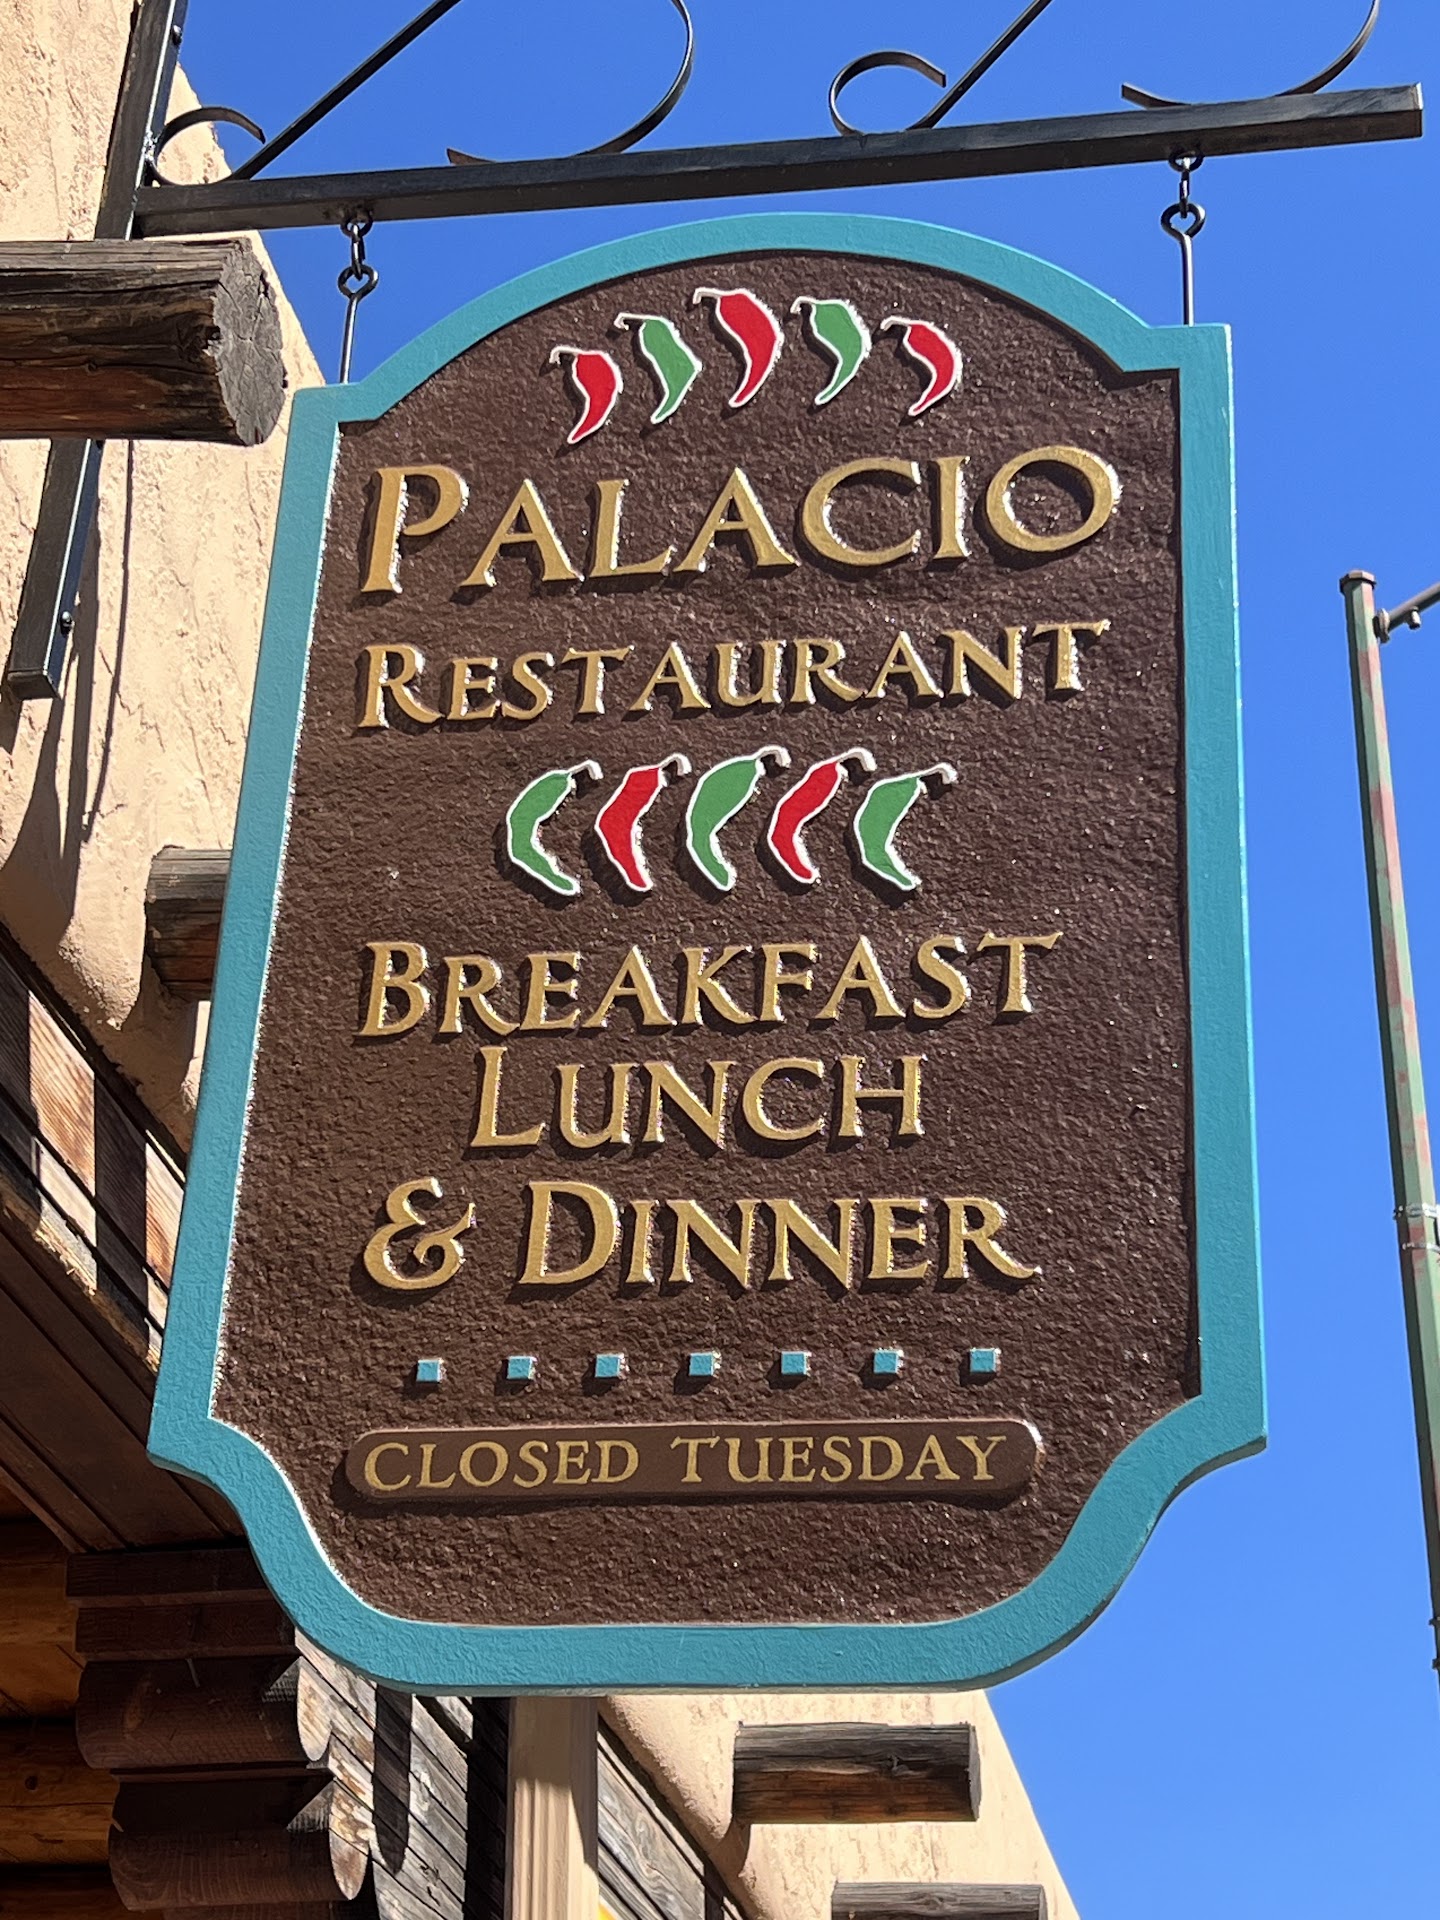 PALACIO
RESTAURANT
BREAKFAST
LUNCH
& DINNER
CLOSED TUESDAY